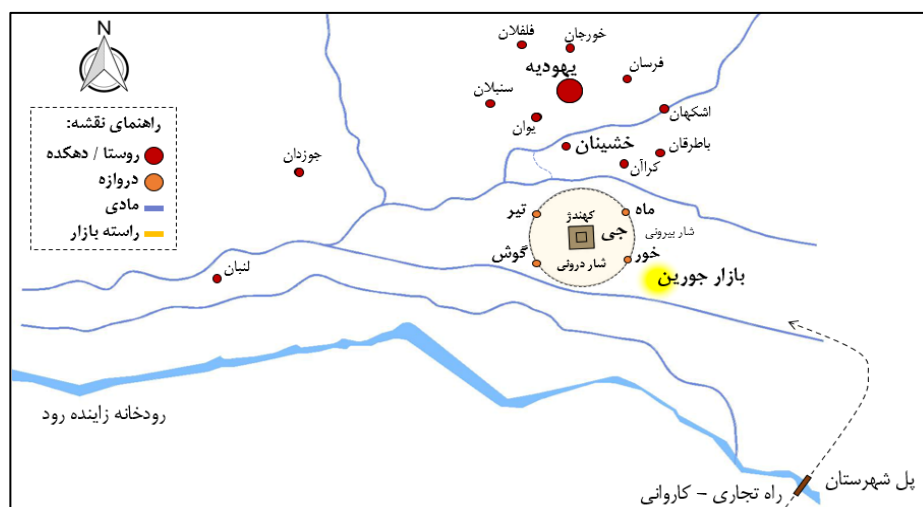 فلفلان
خورجان
یهودیه
فرسان
سنبلان
اشکهان
یوان
خشینان
باطرقان
کراآن
جوزدان
راهنمای نقشه:
روستا / دهکده
دروازه
مادی
راسته بازار
تیر
کهندژ
ماه
جی
شار بیرونی
گوش
شار درونی
خور
بازار جورین
لنبان
رودخانه زاینده رود
پل شهرستان
راه تجاری – کاروانی
N